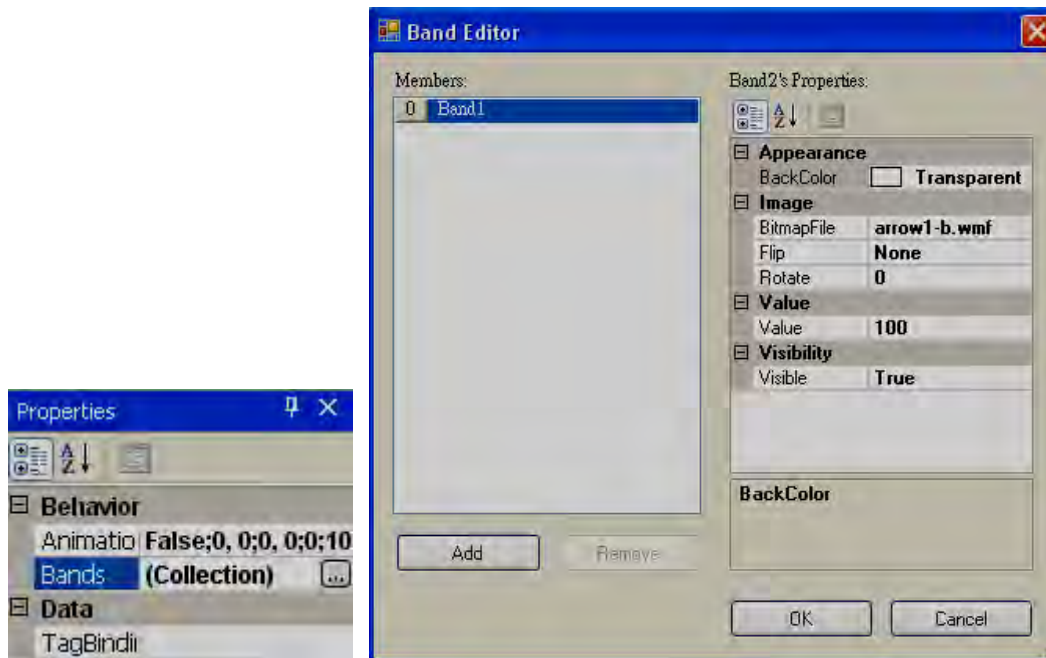 Properties
Behavior
Animatio False;0, 0;0, 0;0;10
Bands (Collection) ...
Data
TagBindii
Band Editor
Members:
0 Band1
Add
Remove
Band2's Properties:
Appearance
BackColor Transparent
Image
BitmapFile arrow1-b.wmf
Flip None
Rotate 0
Value
Value 100
Visibility
Visible True
BackColor
OK
Cancel